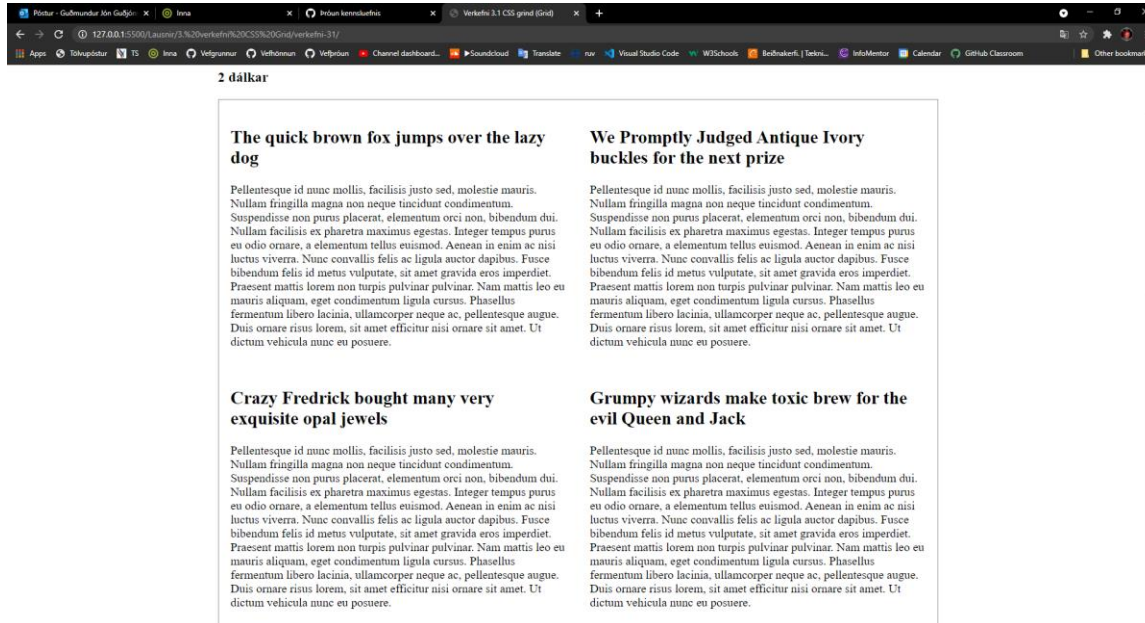 Póstur - Guðmundur Jón Guðjón
Inna
Þróun kennsluefnis
Verkefni 3.1 CSS grind (Grid)
127.0.0.1:5500/Lausnir/3.%20verkefni%20CSS%20Grid/verkefni-31/
Apps Tölvupóstur TS Inna Vefgrunnur Vefhönnun Vefþróun Channel dashboard... ▶Soundcloud Translate ruv Visual Studio Code W3Schools Beiðnakerfi. | Tækni... InfoMentor Calendar GitHub Classroom Other bookmark
2 dálkar
The quick brown fox jumps over the lazy
dog
Pellentesque id nunc mollis, facilisis justo sed, molestie mauris.
Nullam fringilla magna non neque tincidunt condimentum.
Suspendisse non purus placerat, elementum orci non, bibendum dui.
Nullam facilisis ex pharetra maximus egestas. Integer tempus purus
eu odio ornare, a elementum tellus euismod. Aenean in enim ac nisi
luctus viverra. Nunc convallis felis ac ligula auctor dapibus. Fusce
bibendum felis id metus vulputate, sit amet gravida eros imperdiet.
Praesent mattis lorem non turpis pulvinar pulvinar. Nam mattis leo eu
mauris aliquam, eget condimentum ligula cursus. Phasellus
fermentum libero lacinia, ullamcorper neque ac, pellentesque augue.
Duis ornare risus lorem, sit amet efficitur nisi ornare sit amet. Ut
dictum vehicula nunc eu posuere.
We Promptly Judged Antique Ivory
buckles for the next prize
Pellentesque id nunc mollis, facilisis justo sed, molestie mauris.
Nullam fringilla magna non neque tincidunt condimentum.
Suspendisse non purus placerat, elementum orci non, bibendum dui.
Nullam facilisis ex pharetra maximus egestas. Integer tempus purus
eu odio ornare, a elementum tellus euismod. Aenean in enim ac nisi
luctus viverra. Nunc convallis felis ac ligula auctor dapibus. Fusce
bibendum felis id metus vulputate, sit amet gravida eros imperdiet.
Praesent mattis lorem non turpis pulvinar pulvinar. Nam mattis leo eu
mauris aliquam, eget condimentum ligula cursus. Phasellus
fermentum libero lacinia, ullamcorper neque ac, pellentesque augue.
Duis ornare risus lorem, sit amet efficitur nisi ornare sit amet. Ut
dictum vehicula nunc eu posuere.
Crazy Fredrick bought many very
exquisite opal jewels
Pellentesque id nunc mollis, facilisis justo sed, molestie mauris.
Nullam fringilla magna non neque tincidunt condimentum.
Suspendisse non purus placerat, elementum orci non, bibendum dui.
Nullam facilisis ex pharetra maximus egestas. Integer tempus purus
eu odio ornare, a elementum tellus euismod. Aenean in enim ac nisi
luctus viverra. Nunc convallis felis ac ligula auctor dapibus. Fusce
bibendum felis id metus vulputate, sit amet gravida eros imperdiet.
Praesent mattis lorem non turpis pulvinar pulvinar. Nam mattis leo eu
mauris aliquam, eget condimentum ligula cursus. Phasellus
fermentum libero lacinia, ullamcorper neque ac, pellentesque augue.
Duis ornare risus lorem, sit amet efficitur nisi ornare sit amet. Ut
dictum vehicula nunc eu posuere.
Grumpy wizards make toxic brew for the
evil Queen and Jack
Pellentesque id nunc mollis, facilisis justo sed, molestie mauris.
Nullam fringilla magna non neque tincidunt condimentum.
Suspendisse non purus placerat, elementum orci non, bibendum dui.
Nullam facilisis ex pharetra maximus egestas. Integer tempus purus
eu odio ornare, a elementum tellus euismod. Aenean in enim ac nisi
luctus viverra. Nunc convallis felis ac ligula auctor dapibus. Fusce
bibendum felis id metus vulputate, sit amet gravida eros imperdiet.
Praesent mattis lorem non turpis pulvinar pulvinar. Nam mattis leo eu
mauris aliquam, eget condimentum ligula cursus. Phasellus
fermentum libero lacinia, ullamcorper neque ac, pellentesque augue.
Duis ornare risus lorem, sit amet efficitur nisi ornare sit amet. Ut
dictum vehicula nunc eu posuere.